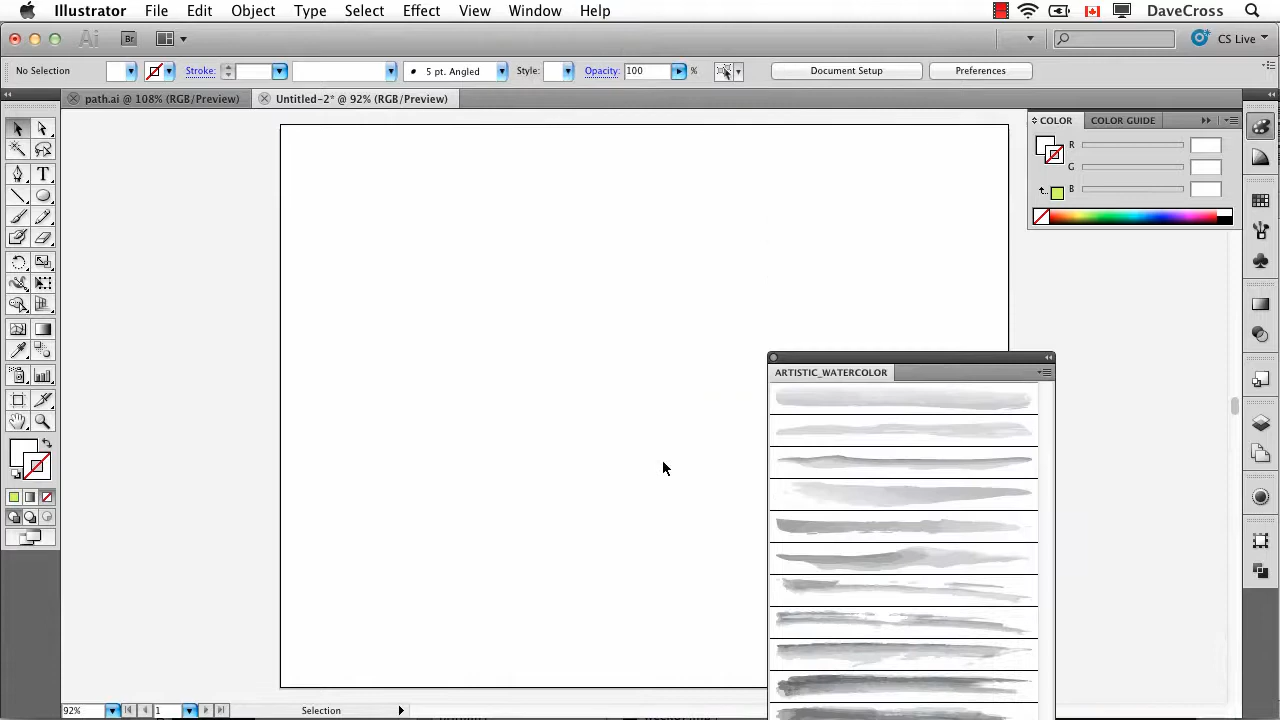 Illustrator File Edit Object Type Select Effect View Window Help DaveCross
Ai Br CS Live
No Selection Stroke: 5 pt. Angled Style: Opacity: 100 % Document Setup Preferences
path.ai @ 108% (RGB/Preview) Untitled-2* @ 92% (RGB/Preview)
COLOR COLOR GUIDE
R
G
B
T
ARTISTIC_WATERCOLOR
92% 1 Selection